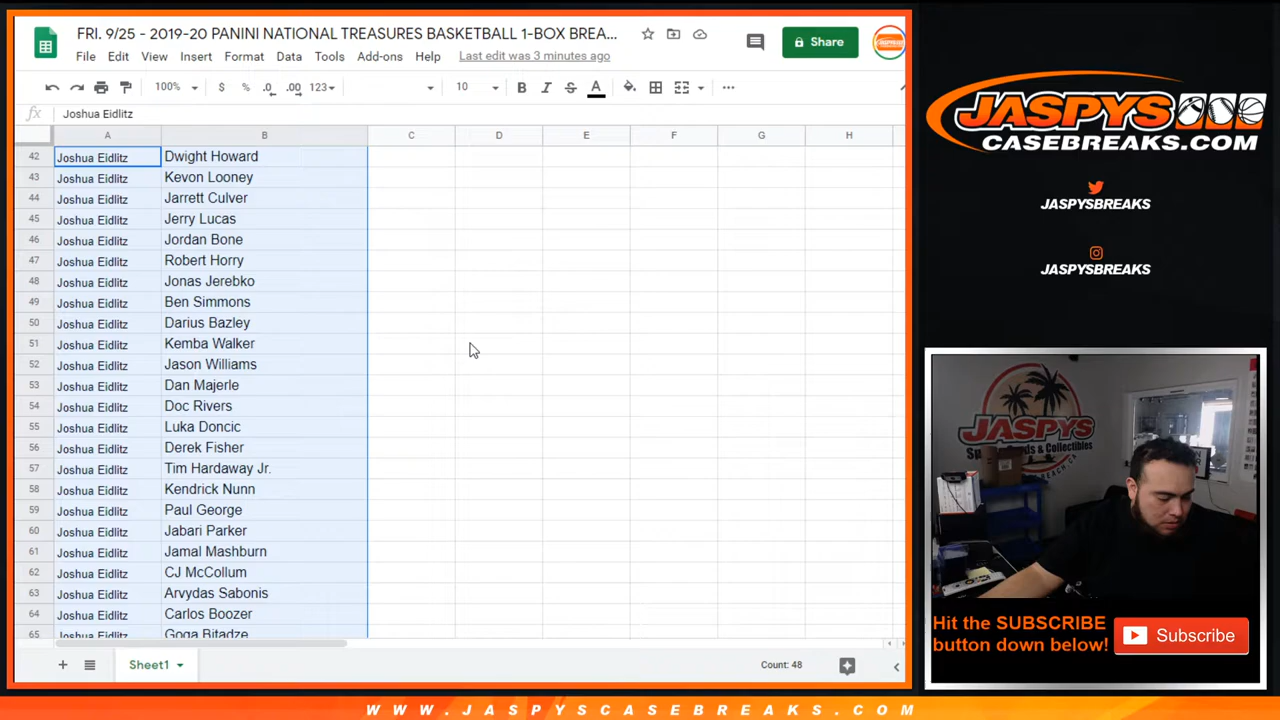 FRI. 9/25 - 2019-20 PANINI NATIONAL TREASURES BASKETBALL 1-BOX BREA...
File Edit View Insert Format Data Tools Add-ons Help Last edit was 3 minutes ago
Share
100% $ % .0 .00 123 10 B I S A
fx Joshua Eidlitz
A B C D E F G H
42 Joshua Eidlitz Dwight Howard
43 Joshua Eidlitz Kevon Looney
44 Joshua Eidlitz Jarrett Culver
45 Joshua Eidlitz Jerry Lucas
46 Joshua Eidlitz Jordan Bone
47 Joshua Eidlitz Robert Horry
48 Joshua Eidlitz Jonas Jerebko
49 Joshua Eidlitz Ben Simmons
50 Joshua Eidlitz Darius Bazley
51 Joshua Eidlitz Kemba Walker
52 Joshua Eidlitz Jason Williams
53 Joshua Eidlitz Dan Majerle
54 Joshua Eidlitz Doc Rivers
55 Joshua Eidlitz Luka Doncic
56 Joshua Eidlitz Derek Fisher
57 Joshua Eidlitz Tim Hardaway Jr.
58 Joshua Eidlitz Kendrick Nunn
59 Joshua Eidlitz Paul George
60 Joshua Eidlitz Jabari Parker
61 Joshua Eidlitz Jamal Mashburn
62 Joshua Eidlitz CJ McCollum
63 Joshua Eidlitz Arvydas Sabonis
64 Joshua Eidlitz Carlos Boozer
65 Joshua Eidlitz Goga Bitadze
Sheet1
Count: 48
JASPYS
CASEBREAKS.COM
JASPYSBREAKS
JASPYSBREAKS
JASPYS
Hit the SUBSCRIBE
button down below!
Subscribe
WWW.JASPYSCASEBREAKS.COM